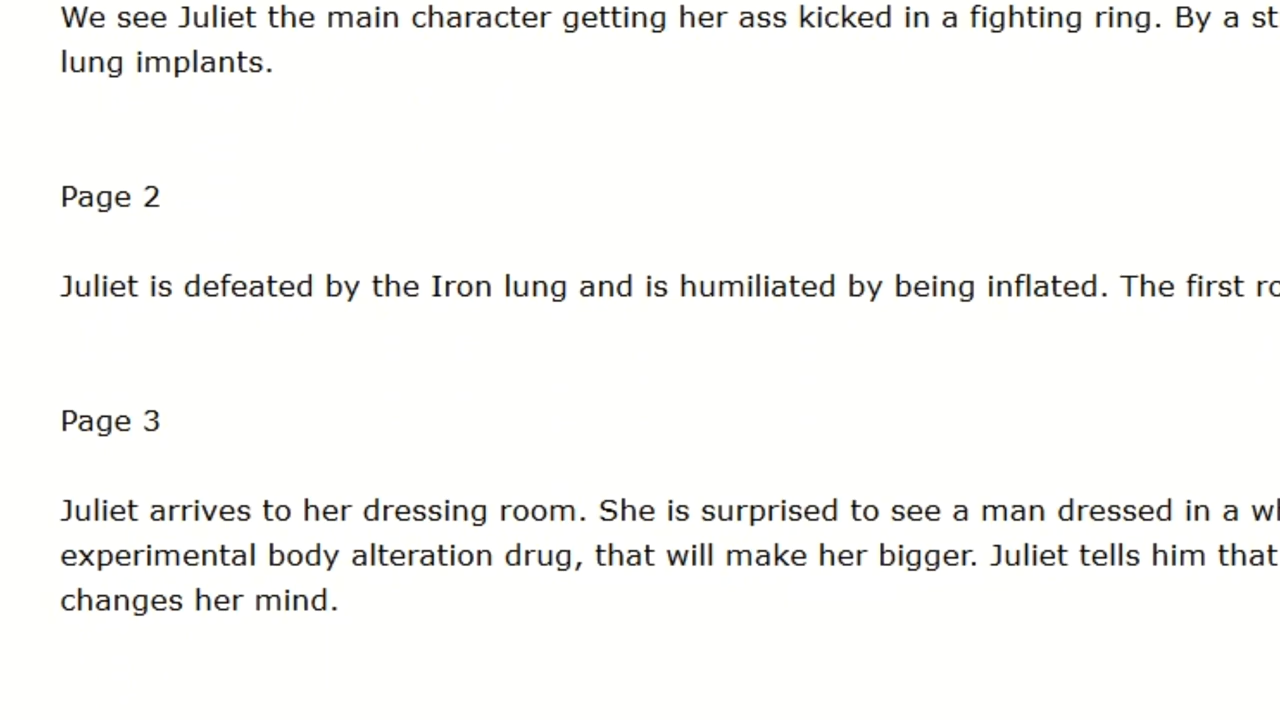 We see Juliet the main character getting her ass kicked in a fighting ring. By a
lung implants.
Page 2
Juliet is defeated by the Iron lung and is humiliated by being inflated. The first
Page 3
Juliet arrives to her dressing room. She is surprised to see a man dressed in a
experimental body alteration drug, that will make her bigger. Juliet tells him that
changes her mind.